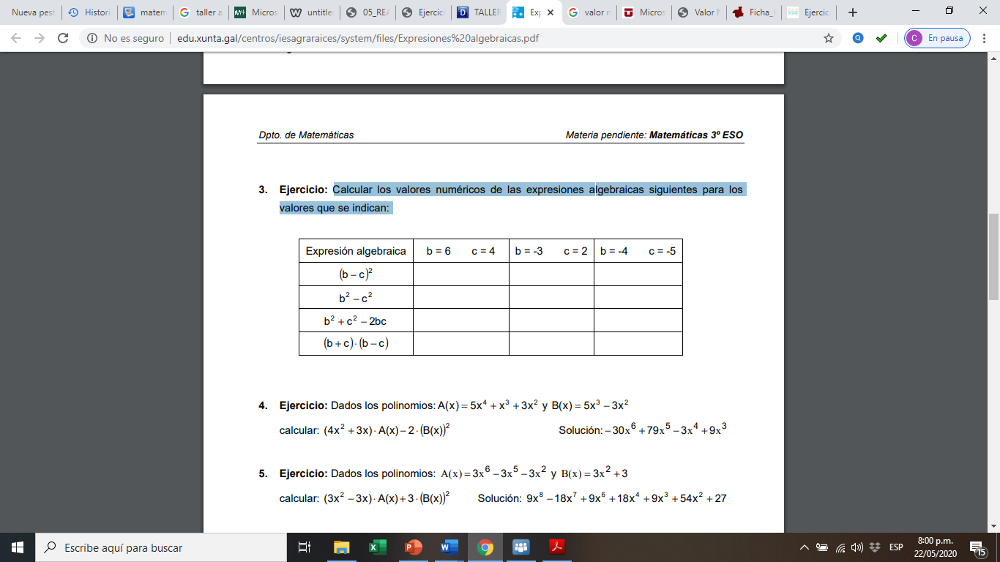 Nueva pest
Histori
matem
taller a
Micros
untitle
05_REA
Ejercic
TALLER
Exp
valor n
Micros
Valor N
Ficha_
Ejercic
No es seguro | edu.xunta.gal/centros/iesagraraices/system/files/Expresiones%20algebraicas.pdf
C En pausa
Dpto. de Matemáticas Materia pendiente: Matemáticas 3º ESO
3. Ejercicio: Calcular los valores numéricos de las expresiones algebraicas siguientes para los
valores que se indican:
Expresión algebraica b = 6 c = 4 b = -3 c = 2 b = -4 c = -5
(b − c)²
b² − c²
b² + c² − 2bc
(b + c)·(b − c)
4. Ejercicio: Dados los polinomios: A(x) = 5x⁴ + x³ + 3x² y B(x) = 5x³ − 3x²
calcular: (4x² + 3x)· A(x) − 2 ·(B(x))² Solución: − 30x⁶ + 79x⁵ − 3x⁴ + 9x³
5. Ejercicio: Dados los polinomios: A(x) = 3x⁶ − 3x⁵ − 3x² y B(x) = 3x² + 3
calcular: (3x² − 3x)· A(x) + 3 ·(B(x))² Solución: 9x⁸ − 18x⁷ + 9x⁶ + 18x⁴ + 9x³ + 54x² + 27
Escribe aquí para buscar
ESP
8:00 p.m.
22/05/2020
15